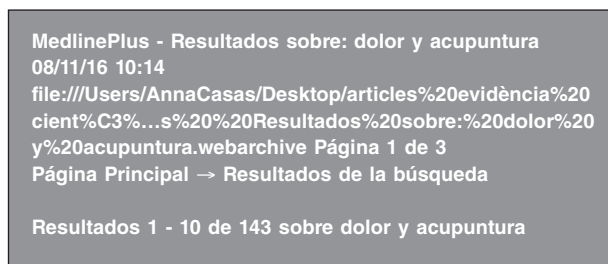 MedlinePlus - Resultados sobre: dolor y acupuntura
08/11/16 10:14
file:///Users/AnnaCasas/Desktop/articles%20evidència%20
cient%C3%…s%20%20Resultados%20sobre:%20dolor%20
y%20acupuntura.webarchive Página 1 de 3
Página Principal → Resultados de la búsqueda
Resultados 1 - 10 de 143 sobre dolor y acupuntura